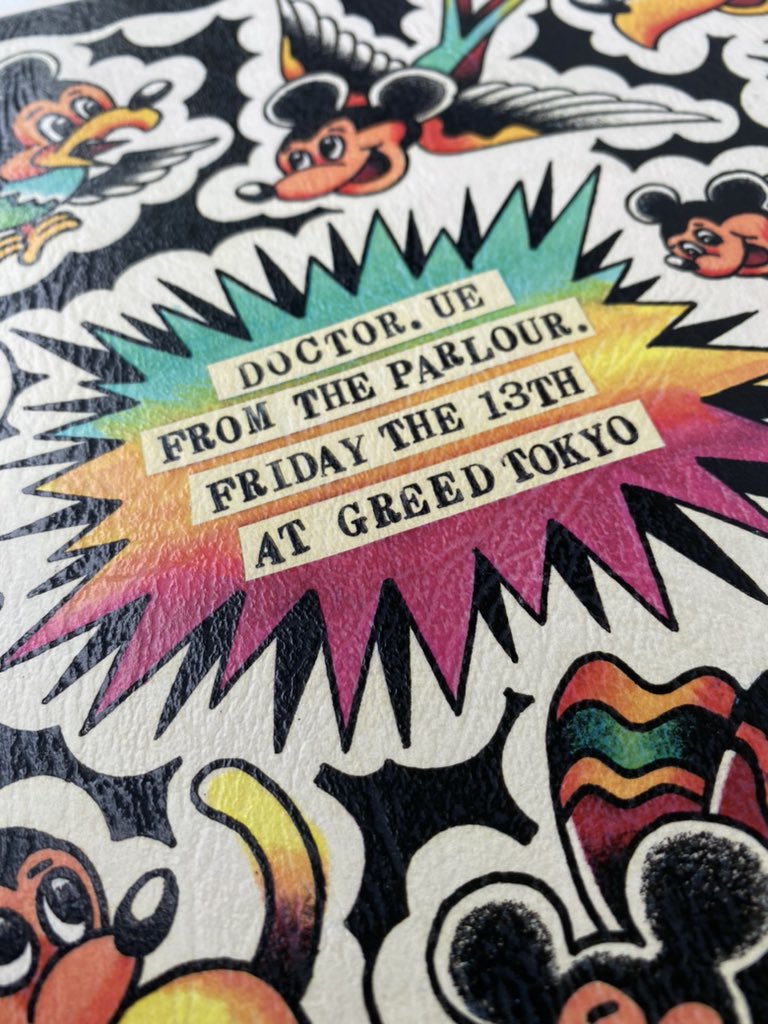 DOCTOR. UE
FROM THE PARLOUR.
FRIDAY THE 13TH
AT GREED TOKYO